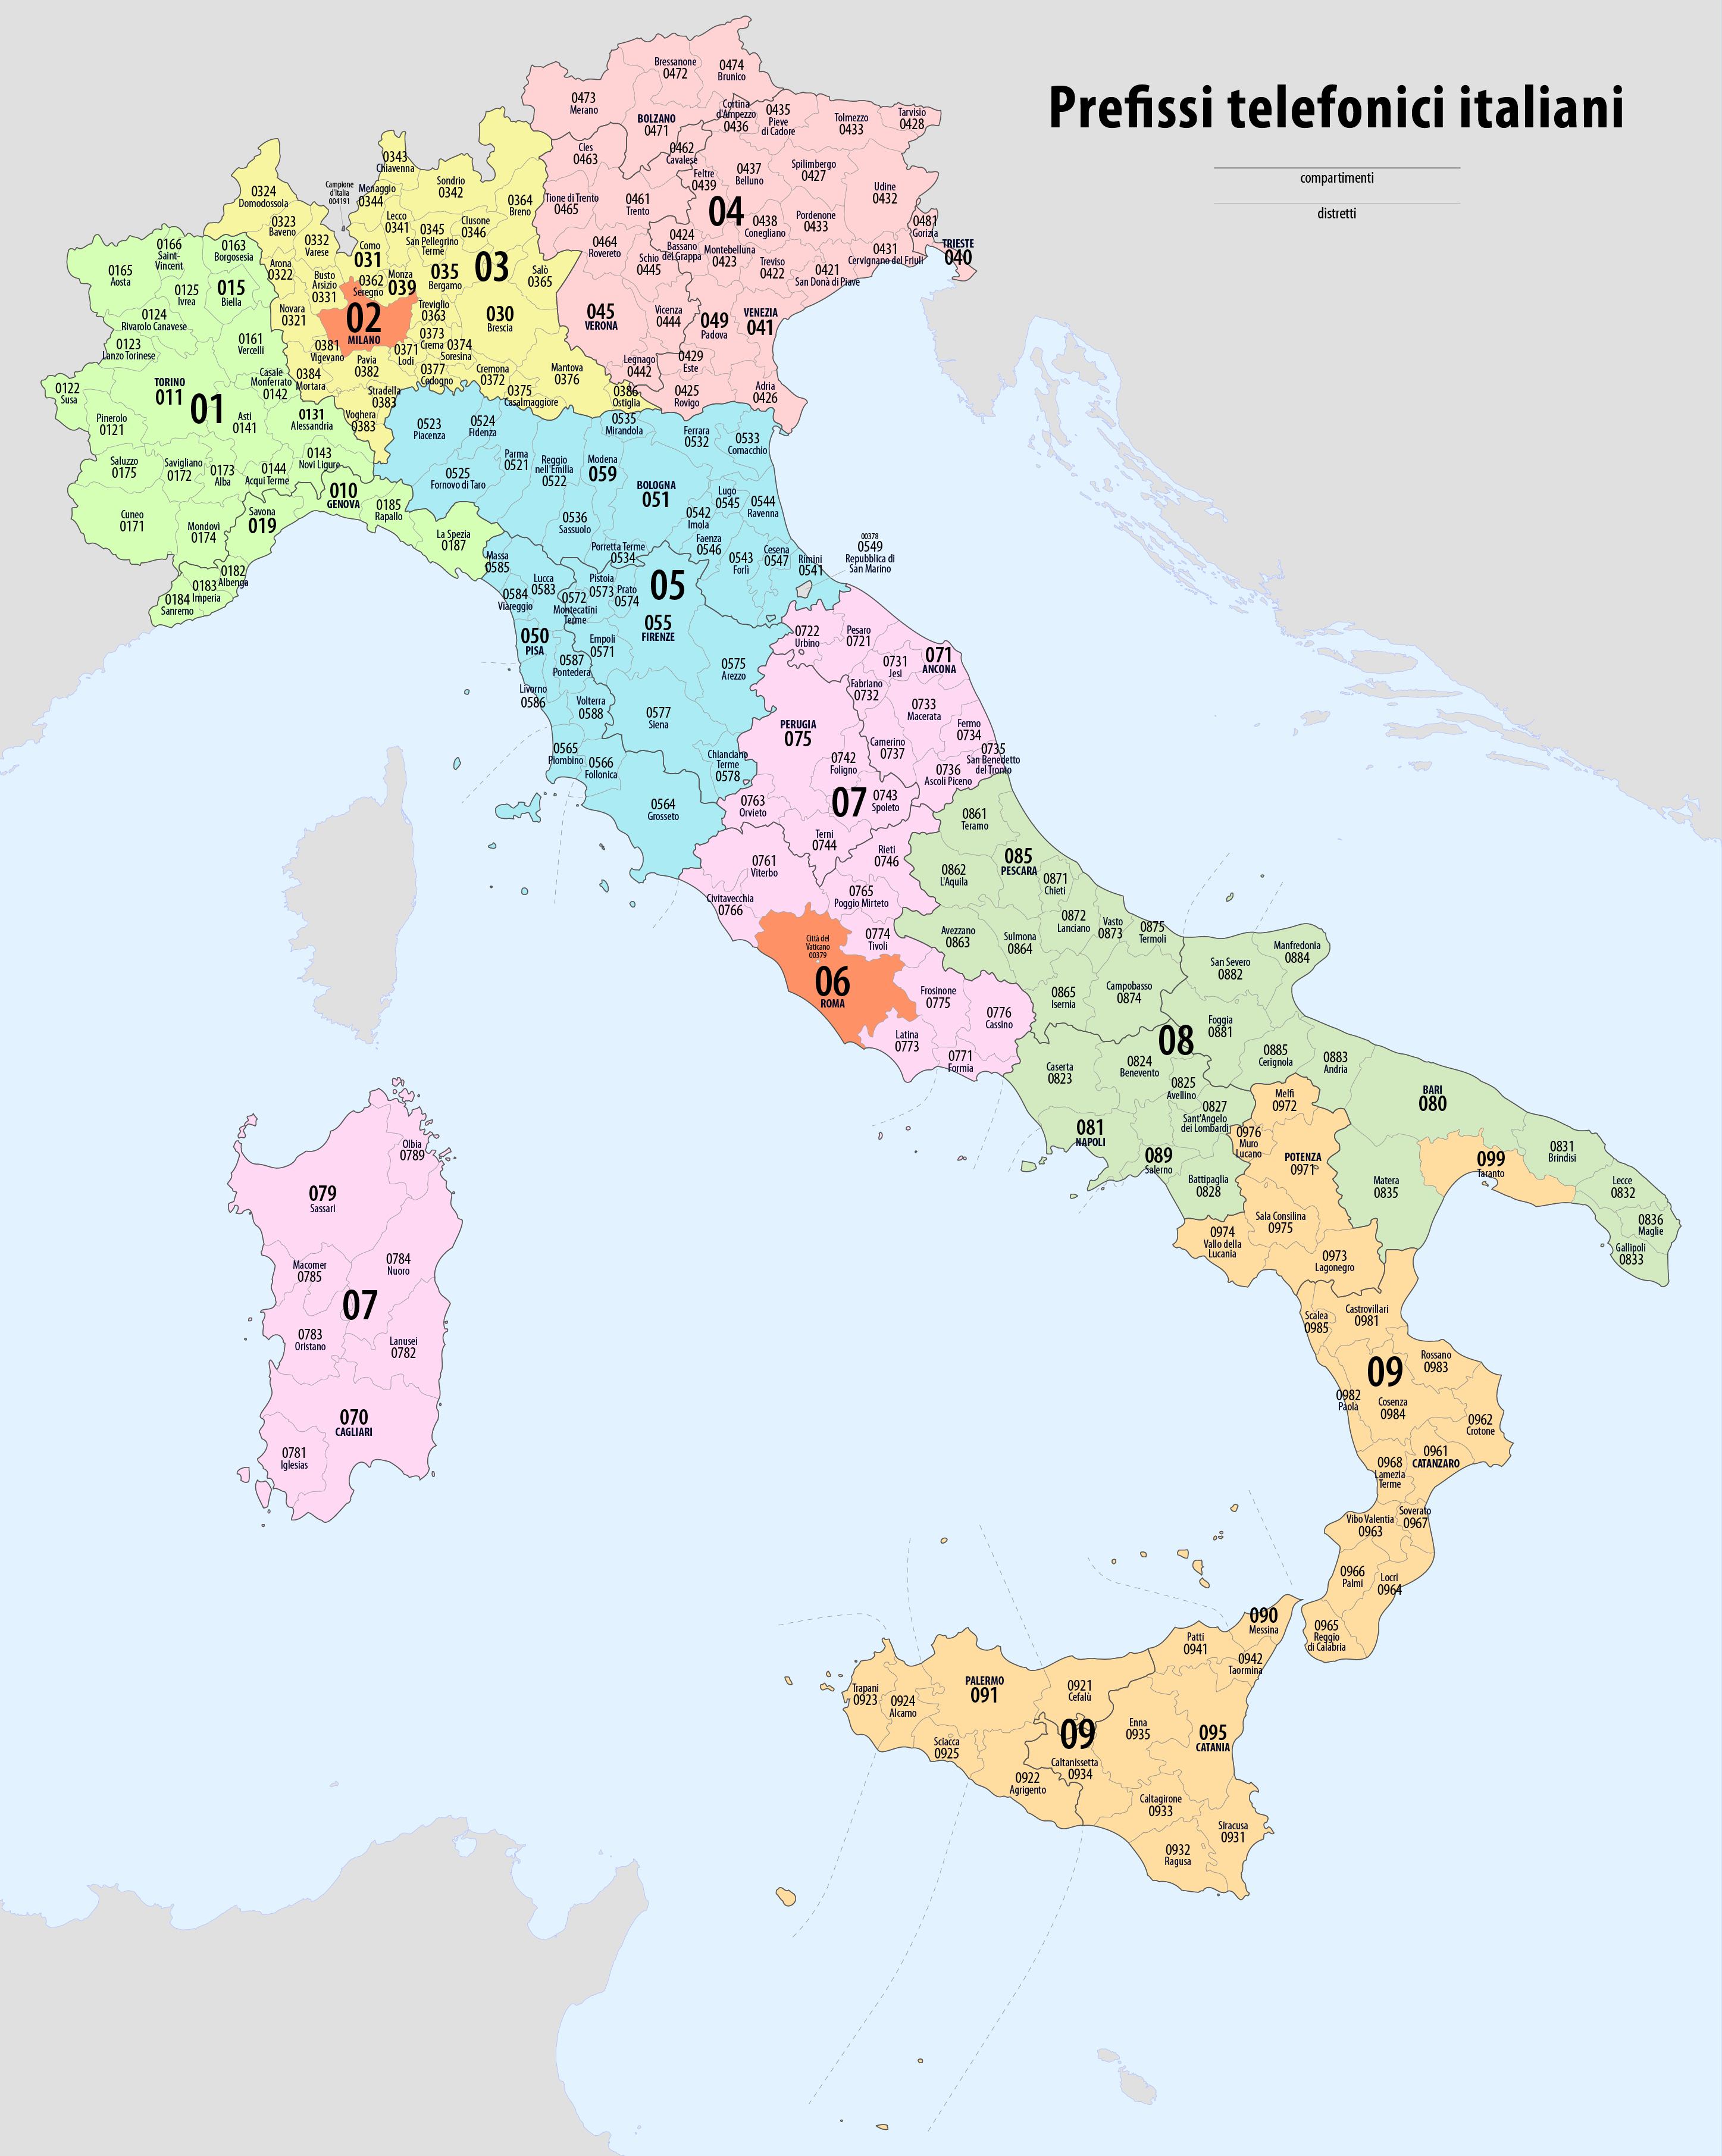 Prefissi telefonici italiani
compartimenti
distretti
Bressanone
0472
0474
Brunico
0473
Merano
BOLZANO
0471
Cortina
d'Ampezzo
0436
0435
Pieve
di Cadore
Tolmezzo
0433
Tarvisio
0428
Cles
0463
0462
Cavalese
Feltre
0439
0437
Belluno
Spilimbergo
0427
Udine
0432
Tione di Trento
0465
0461
Trento
04
0438
Conegliano
Pordenone
0433
0481
Gorizia
TRIESTE
040
0464
Rovereto
Schio
0445
0424
Bassano
del Grappa
Montebelluna
0423
Treviso
0422
0421
San Donà di Piave
0431
Cervignano del Friuli
045
VERONA
Vicenza
0444
049
Padova
VENEZIA
041
Legnago
0442
0429
Este
0425
Rovigo
Adria
0426
0343
Chiavenna
Campione
d'Italia
004191
Menaggio
0344
Sondrio
0342
0364
Breno
0324
Domodossola
0323
Baveno
0332
Varese
Lecco
0341
0345
San Pellegrino
Terme
Clusone
0346
Como
031
Arona
0322
Busto
Arsizio
0331
0362
Seregno
Monza
039
035
Bergamo
03
Salò
0365
Novara
0321
02
MILANO
Treviglio
0363
030
Brescia
0381
Vigevano
Pavia
0382
0371
Lodi
0373
Crema
0374
Soresina
0384
Mortara
0377
Codogno
Cremona
0372
Mantova
0376
Stradella
0383
0375
Casalmaggiore
0386
Ostiglia
Voghera
0383
0166
Saint-
Vincent
0163
Borgosesia
0165
Aosta
0125
Ivrea
015
Biella
0124
Rivarolo Canavese
0123
Lanzo Torinese
0161
Vercelli
0122
Susa
TORINO
011
01
Casale
Monferrato
0142
Pinerolo
0121
Asti
0141
0131
Alessandria
Saluzzo
0175
Savigliano
0172
0173
Alba
0144
Acqui Terme
0143
Novi Ligure
Cuneo
0171
Mondovì
0174
Savona
019
010
GENOVA
0185
Rapallo
La Spezia
0187
0182
Albenga
0183
Imperia
0184
Sanremo
0523
Piacenza
0524
Fidenza
0535
Mirandola
Ferrara
0532
0533
Comacchio
0525
Fornovo di Taro
Parma
0521
Reggio
nell'Emilia
0522
Modena
059
BOLOGNA
051
Lugo
0545
0544
Ravenna
0536
Sassuolo
0542
Imola
Faenza
0546
0543
Forlì
Cesena
0547
Rimini
0541
00378
0549
Repubblica di
San Marino
Porretta Terme
0534
Massa
0585
Lucca
0583
0584
Viareggio
Pistoia
0573
0572
Montecatini
Terme
Prato
0574
05
050
PISA
055
FIRENZE
Empoli
0571
0587
Pontedera
0575
Arezzo
Livorno
0586
Volterra
0588
0577
Siena
0565
Piombino
0566
Follonica
Chianciano
Terme
0578
0564
Grosseto
0722
Urbino
Pesaro
0721
0731
Jesi
071
ANCONA
Fabriano
0732
0733
Macerata
PERUGIA
075
Fermo
0734
Camerino
0737
0742
Foligno
0735
San Benedetto
del Tronto
0736
Ascoli Piceno
0763
Orvieto
07
0743
Spoleto
Terni
0744
Rieti
0746
0761
Viterbo
0765
Poggio Mirteto
Civitavecchia
0766
0774
Tivoli
Città del
Vaticano
00379
06
ROMA
Frosinone
0775
0776
Cassino
Latina
0773
0771
Formia
0861
Teramo
085
PESCARA
0862
L'Aquila
0871
Chieti
0872
Lanciano
Vasto
0873
0875
Termoli
Avezzano
0863
Sulmona
0864
0865
Isernia
Campobasso
0874
Manfredonia
0884
San Severo
0882
Foggia
0881
08
0885
Cerignola
0883
Andria
Caserta
0823
0824
Benevento
0825
Avellino
0827
Sant'Angelo
dei Lombardi
081
NAPOLI
089
Salerno
Battipaglia
0828
BARI
080
Matera
0835
0831
Brindisi
Lecce
0832
0836
Maglie
Gallipoli
0833
Melfi
0972
0976
Muro
Lucano
POTENZA
0971
099
Taranto
Sala Consilina
0975
0974
Vallo della
Lucania
0973
Lagonegro
Scalea
0985
Castrovillari
0981
09
Rossano
0983
0982
Paola
Cosenza
0984
0962
Crotone
0961
CATANZARO
0968
Lamezia
Terme
Soverato
0967
Vibo Valentia
0963
0966
Palmi
Locri
0964
0965
Reggio
di Calabria
090
Messina
Patti
0941
0942
Taormina
PALERMO
091
0921
Cefalù
Trapani
0923
0924
Alcamo
Sciacca
0925
09
Enna
0935
095
CATANIA
Caltanissetta
0934
0922
Agrigento
Caltagirone
0933
Siracusa
0931
0932
Ragusa
Olbia
0789
079
Sassari
Macomer
0785
0784
Nuoro
07
0783
Oristano
Lanusei
0782
070
CAGLIARI
0781
Iglesias